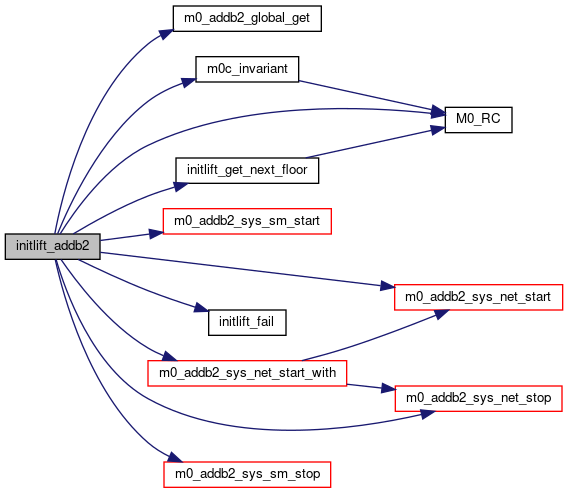 m0_addb2_global_get
m0c_invariant
M0_RC
initlift_get_next_floor
m0_addb2_sys_sm_start
initlift_addb2
m0_addb2_sys_net_start
initlift_fail
m0_addb2_sys_net_start_with
m0_addb2_sys_net_stop
m0_addb2_sys_sm_stop